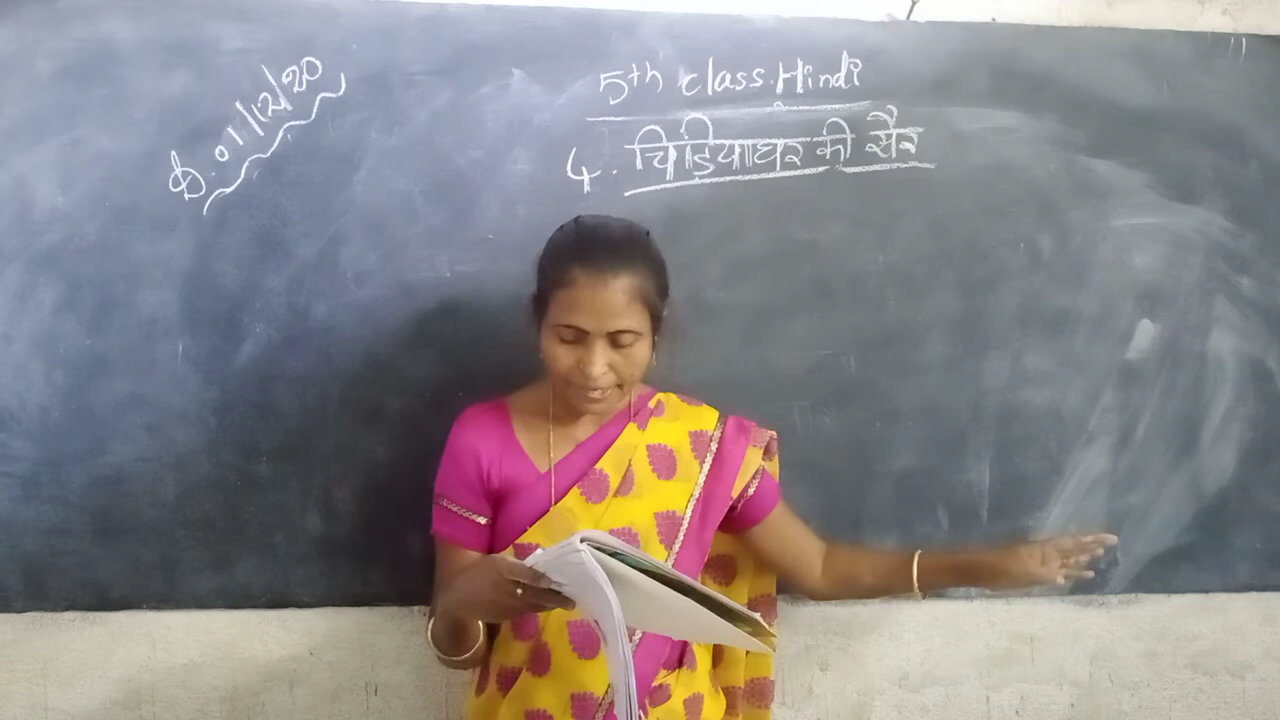 D. 01/12/20
5th class. Hindi
4. चिडियाघर की सैर